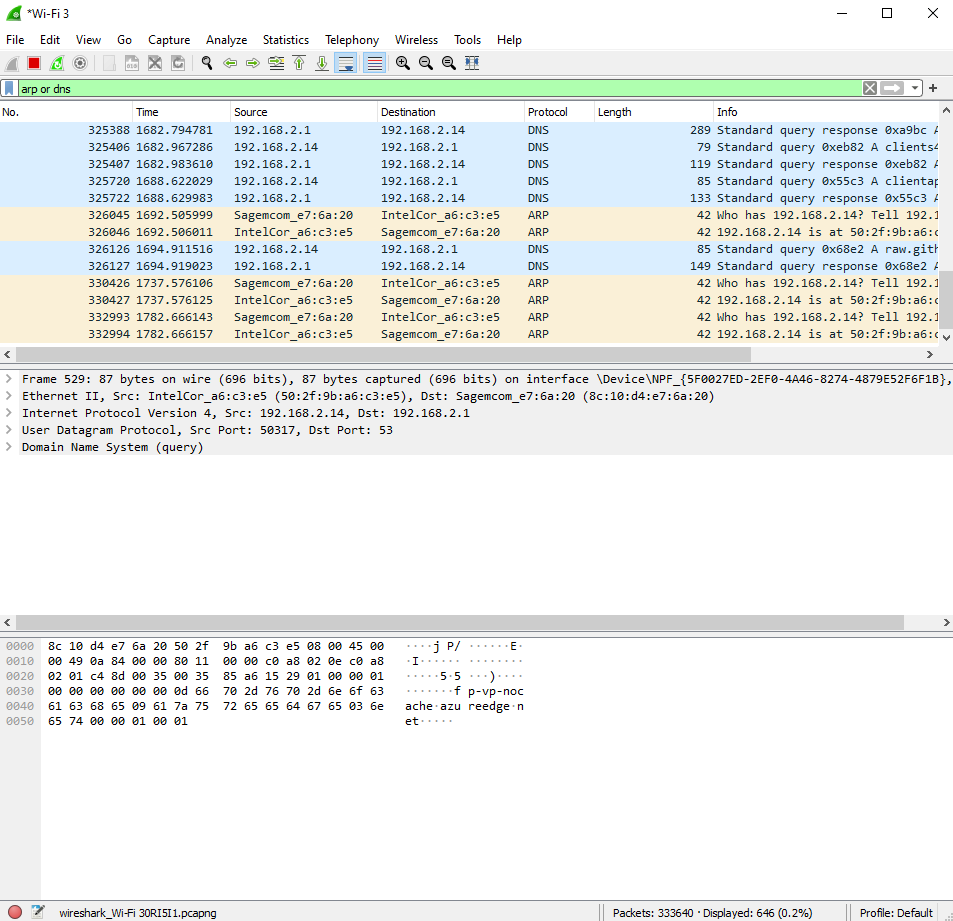 *Wi-Fi 3
File Edit View Go Capture Analyze Statistics Telephony Wireless Tools Help
arp or dns
No. Time Source Destination Protocol Length Info
325388 1682.794781 192.168.2.1 192.168.2.14 DNS 289 Standard query response 0xa9bc A
325406 1682.967286 192.168.2.14 192.168.2.1 DNS 79 Standard query 0xeb82 A clients4
325407 1682.983610 192.168.2.1 192.168.2.14 DNS 119 Standard query response 0xeb82 A
325720 1688.622029 192.168.2.14 192.168.2.1 DNS 85 Standard query 0x55c3 A clientap
325722 1688.629983 192.168.2.1 192.168.2.14 DNS 133 Standard query response 0x55c3 A
326045 1692.505999 Sagemcom_e7:6a:20 IntelCor_a6:c3:e5 ARP 42 Who has 192.168.2.14? Tell 192.1
326046 1692.506011 IntelCor_a6:c3:e5 Sagemcom_e7:6a:20 ARP 42 192.168.2.14 is at 50:2f:9b:a6:c
326126 1694.911516 192.168.2.14 192.168.2.1 DNS 85 Standard query 0x68e2 A raw.gith
326127 1694.919023 192.168.2.1 192.168.2.14 DNS 149 Standard query response 0x68e2 A
330426 1737.576106 Sagemcom_e7:6a:20 IntelCor_a6:c3:e5 ARP 42 Who has 192.168.2.14? Tell 192.1
330427 1737.576125 IntelCor_a6:c3:e5 Sagemcom_e7:6a:20 ARP 42 192.168.2.14 is at 50:2f:9b:a6:c
332993 1782.666143 Sagemcom_e7:6a:20 IntelCor_a6:c3:e5 ARP 42 Who has 192.168.2.14? Tell 192.1
332994 1782.666157 IntelCor_a6:c3:e5 Sagemcom_e7:6a:20 ARP 42 192.168.2.14 is at 50:2f:9b:a6:c
Frame 529: 87 bytes on wire (696 bits), 87 bytes captured (696 bits) on interface \Device\NPF_{5F0027ED-2EF0-4A46-8274-4879E52F6F1B},
Ethernet II, Src: IntelCor_a6:c3:e5 (50:2f:9b:a6:c3:e5), Dst: Sagemcom_e7:6a:20 (8c:10:d4:e7:6a:20)
Internet Protocol Version 4, Src: 192.168.2.14, Dst: 192.168.2.1
User Datagram Protocol, Src Port: 50317, Dst Port: 53
Domain Name System (query)
0000 8c 10 d4 e7 6a 20 50 2f 9b a6 c3 e5 08 00 45 00 ····j P/ ······E·
0010 00 49 0a 84 00 00 80 11 00 00 c0 a8 02 0e c0 a8 ·I······ ········
0020 02 01 c4 8d 00 35 00 35 85 a6 15 29 01 00 00 01 ·····5·5 ···)····
0030 00 00 00 00 00 00 0d 66 70 2d 76 70 2d 6e 6f 63 ·······f p-vp-noc
0040 61 63 68 65 09 61 7a 75 72 65 65 64 67 65 03 6e ache·azu reedge·n
0050 65 74 00 00 01 00 01 et·····
wireshark_Wi-Fi 30RI5I1.pcapng Packets: 333640 · Displayed: 646 (0.2%) Profile: Default